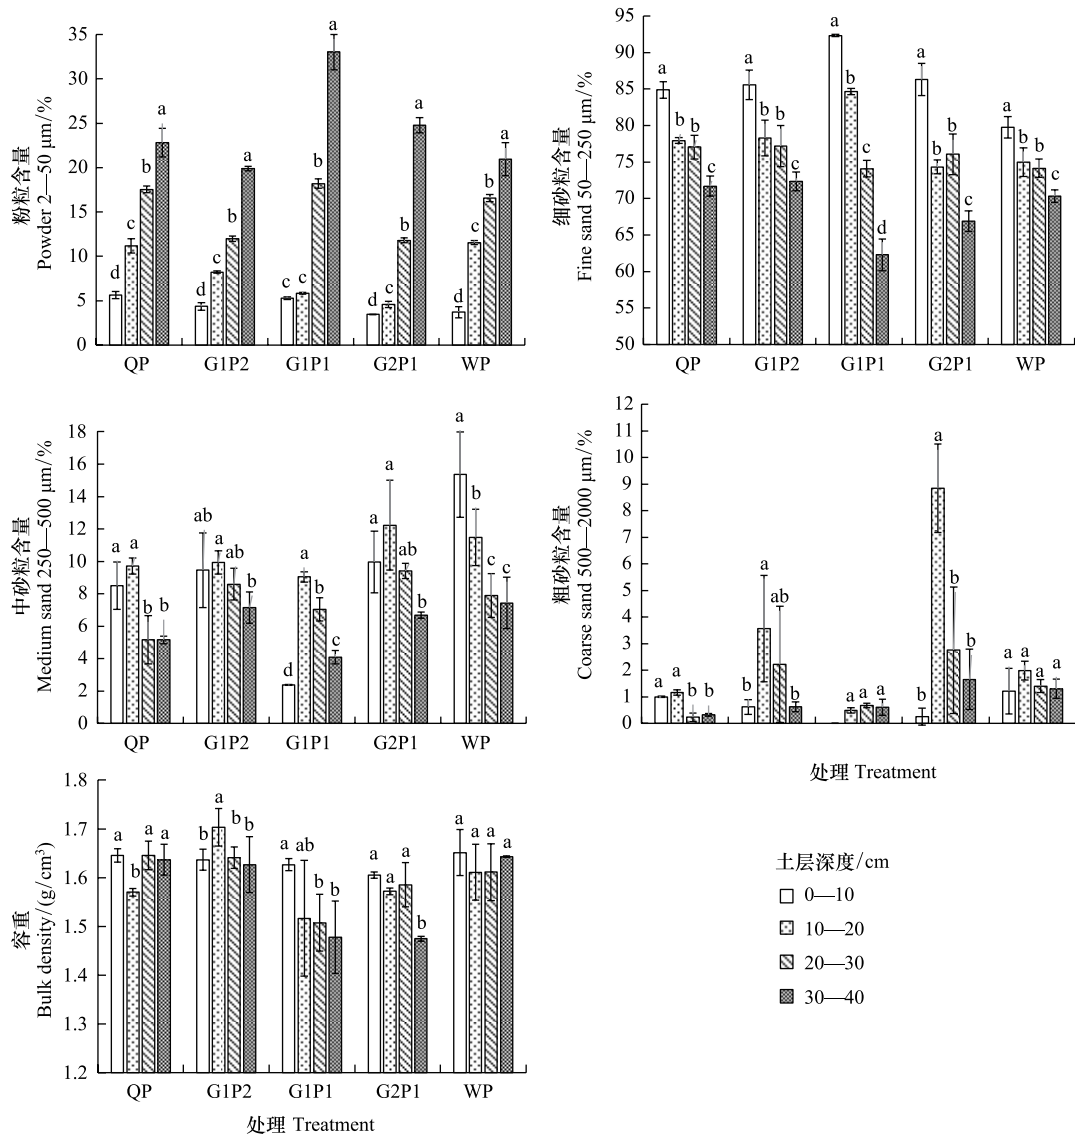 粉粒含量
Powder 2—50 μm/%
40
35
30
25
20
15
10
5
0
d c b a
d c b a
c c b a
d c b a
d c b a
QP G1P2 G1P1 G2P1 WP
细砂粒含量
Fine sand 50—250 μm/%
95
90
85
80
75
70
65
60
55
50
a b b c
a b b c
a b c d
a b b c
a b b c
QP G1P2 G1P1 G2P1 WP
中砂粒含量
Medium sand 250—500 μm/%
18
16
14
12
10
8
6
4
2
0
a a b b
ab a ab b
d a b c
a a ab b
a b c c
QP G1P2 G1P1 G2P1 WP
粗砂粒含量
Coarse sand 500—2000 μm/%
12
11
10
9
8
7
6
5
4
3
2
1
0
a a b b
b a ab b
a a a
b a b b
a a a a
处理 Treatment
容重
Bulk density/(g/cm³)
1.8
1.7
1.6
1.5
1.4
1.3
1.2
a b a a
b a b b
a ab b b
a a a b
a a a a
QP G1P2 G1P1 G2P1 WP
处理 Treatment
土层深度/cm
0—10
10—20
20—30
30—40